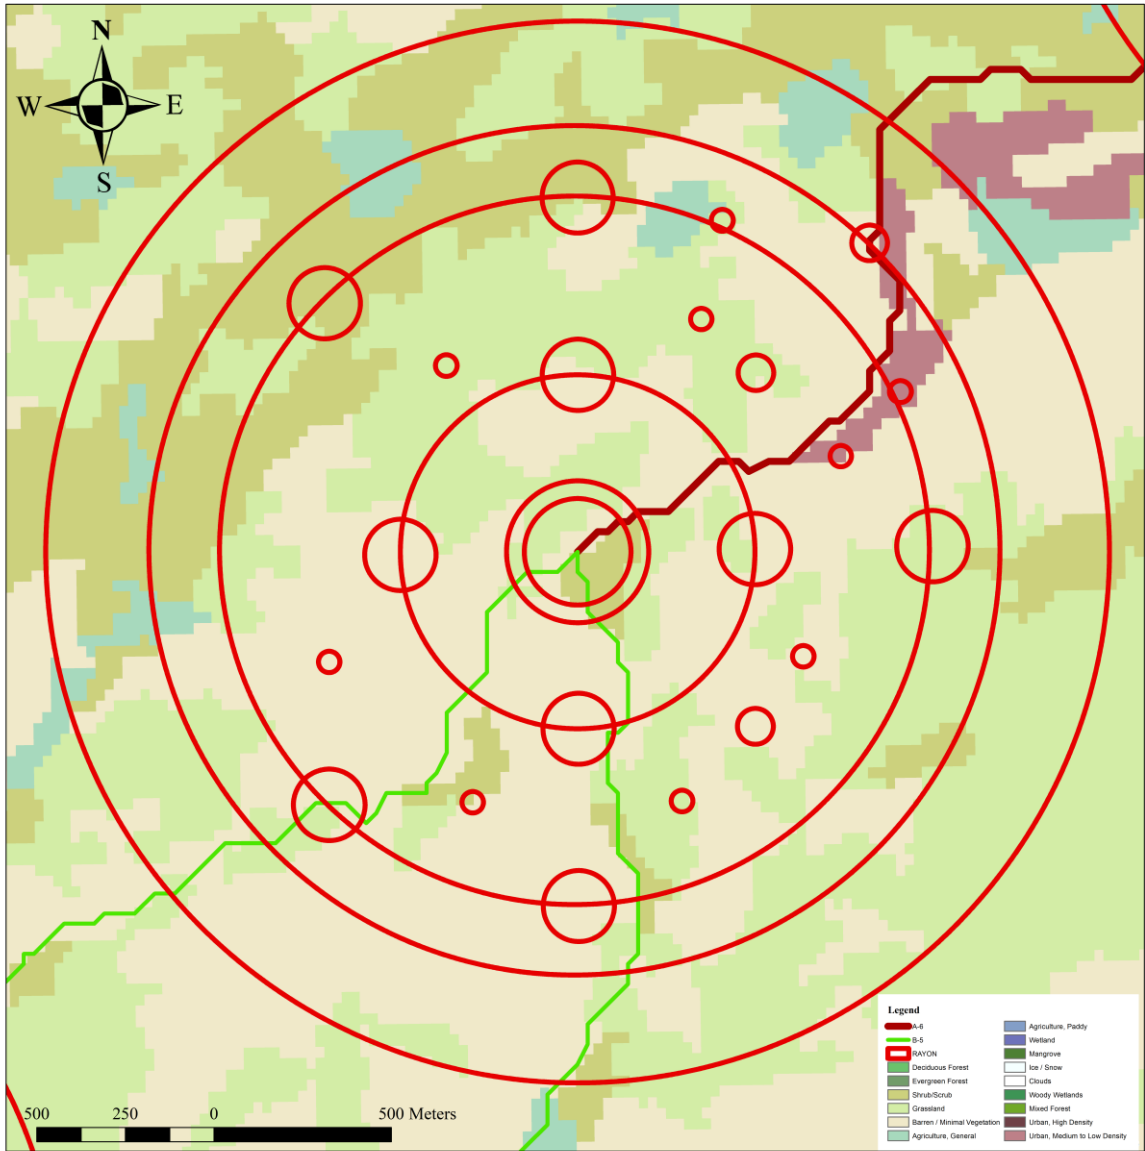 N
W E
S
Legend
A-6
B-5
RAYON
Deciduous Forest
Evergreen Forest
Shrub/Scrub
Grassland
Barren / Minimal Vegetation
Agriculture, General
Agriculture, Paddy
Wetland
Mangrove
Ice / Snow
Clouds
Woody Wetlands
Mixed Forest
Urban, High Density
Urban, Medium to Low Density
500 250 0 500 Meters